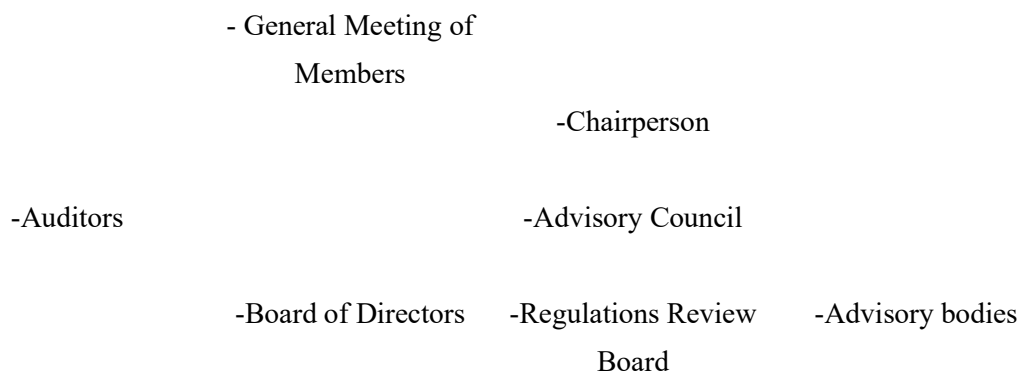 - General Meeting of
Members
-Chairperson
-Auditors
-Advisory Council
-Board of Directors
-Regulations Review
Board
-Advisory bodies